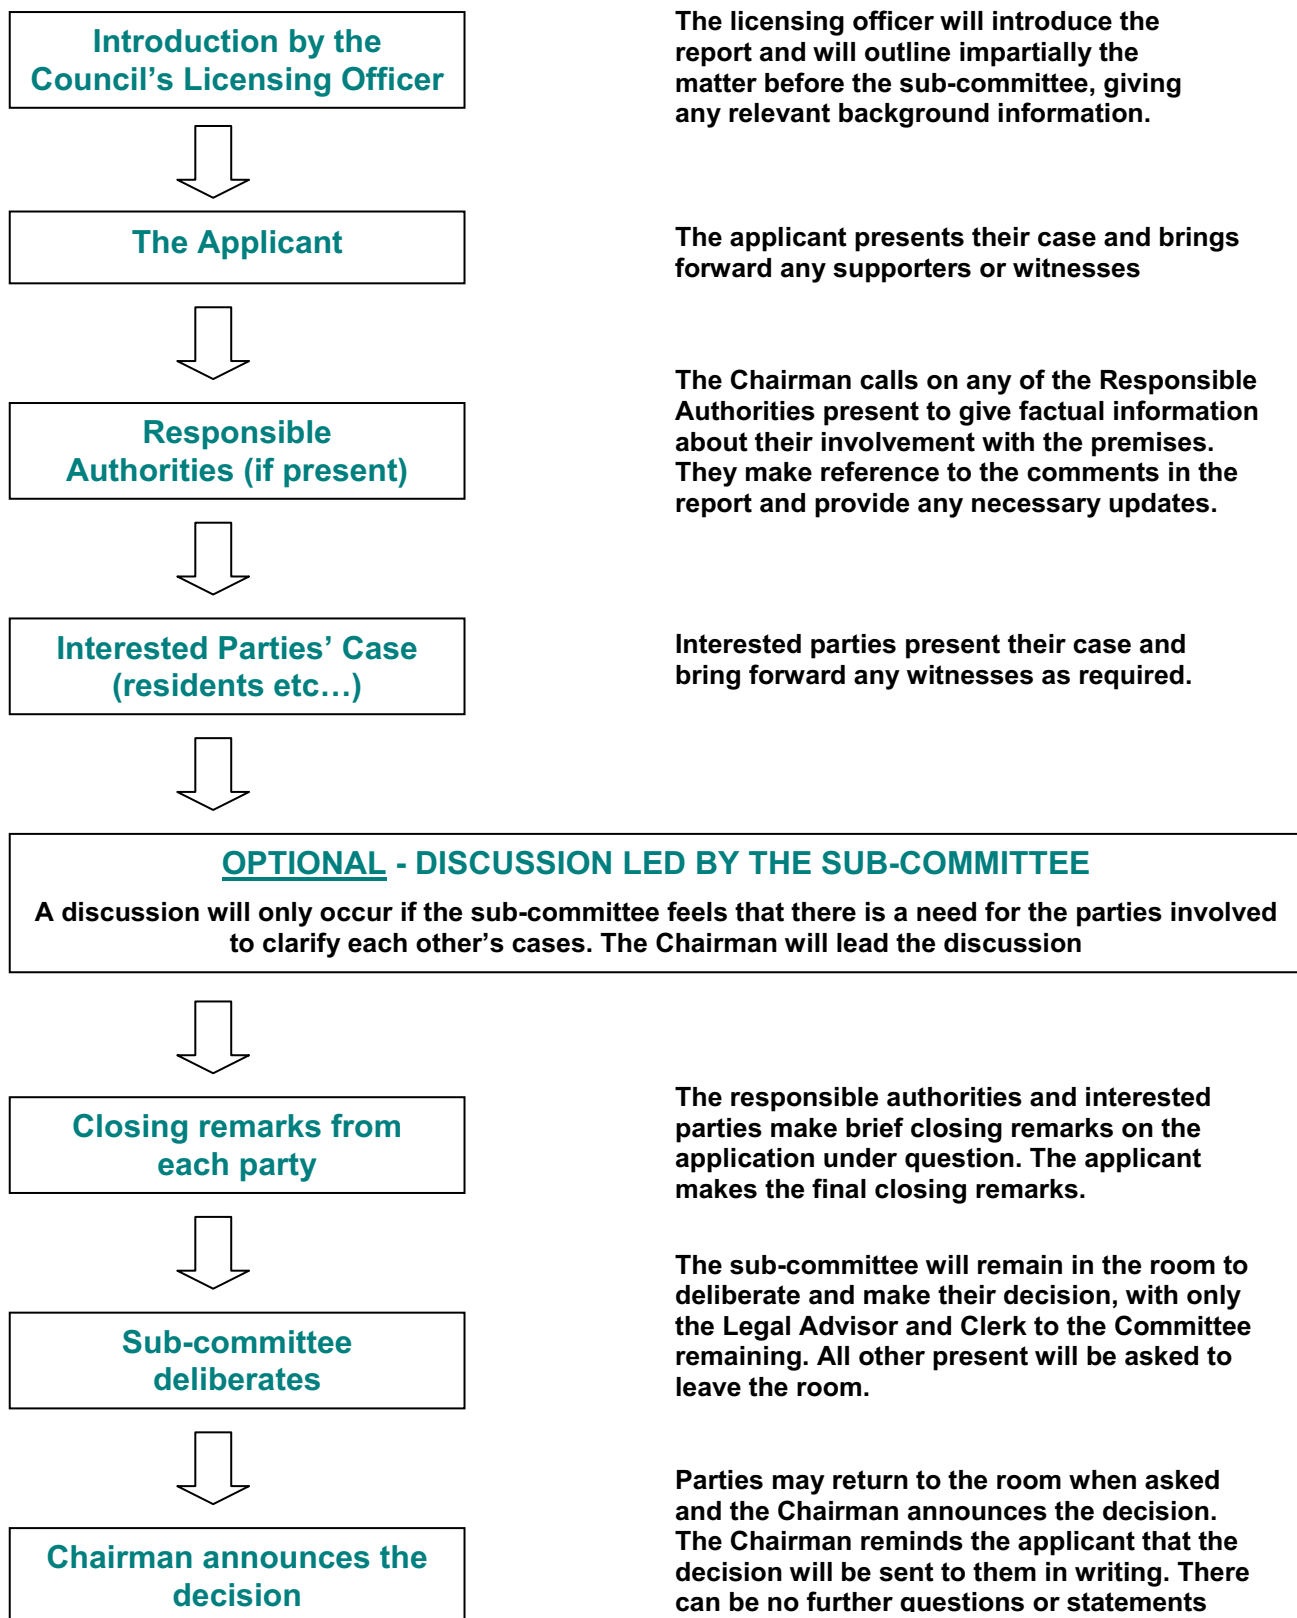 Introduction by the
Council’s Licensing Officer
The licensing officer will introduce the
report and will outline impartially the
matter before the sub-committee, giving
any relevant background information.
The Applicant
The applicant presents their case and brings
forward any supporters or witnesses
Responsible
Authorities (if present)
The Chairman calls on any of the Responsible
Authorities present to give factual information
about their involvement with the premises.
They make reference to the comments in the
report and provide any necessary updates.
Interested Parties’ Case
(residents etc…)
Interested parties present their case and
bring forward any witnesses as required.
OPTIONAL - DISCUSSION LED BY THE SUB-COMMITTEE
A discussion will only occur if the sub-committee feels that there is a need for the parties involved
to clarify each other’s cases. The Chairman will lead the discussion
Closing remarks from
each party
The responsible authorities and interested
parties make brief closing remarks on the
application under question. The applicant
makes the final closing remarks.
Sub-committee
deliberates
The sub-committee will remain in the room to
deliberate and make their decision, with only
the Legal Advisor and Clerk to the Committee
remaining. All other present will be asked to
leave the room.
Chairman announces the
decision
Parties may return to the room when asked
and the Chairman announces the decision.
The Chairman reminds the applicant that the
decision will be sent to them in writing. There
can be no further questions or statements